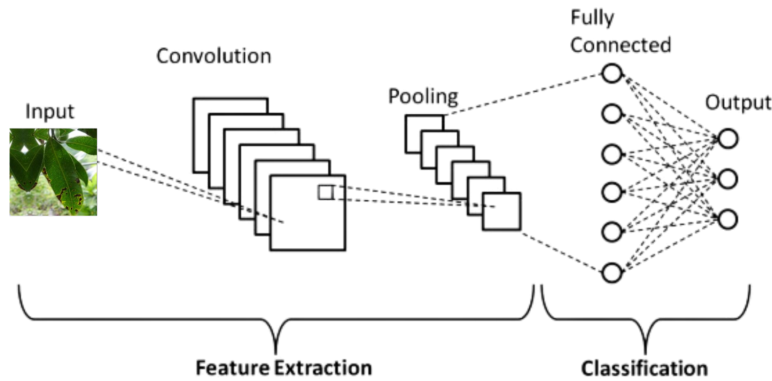 Input
Convolution
Pooling
Fully
Connected
Output
Feature Extraction
Classification